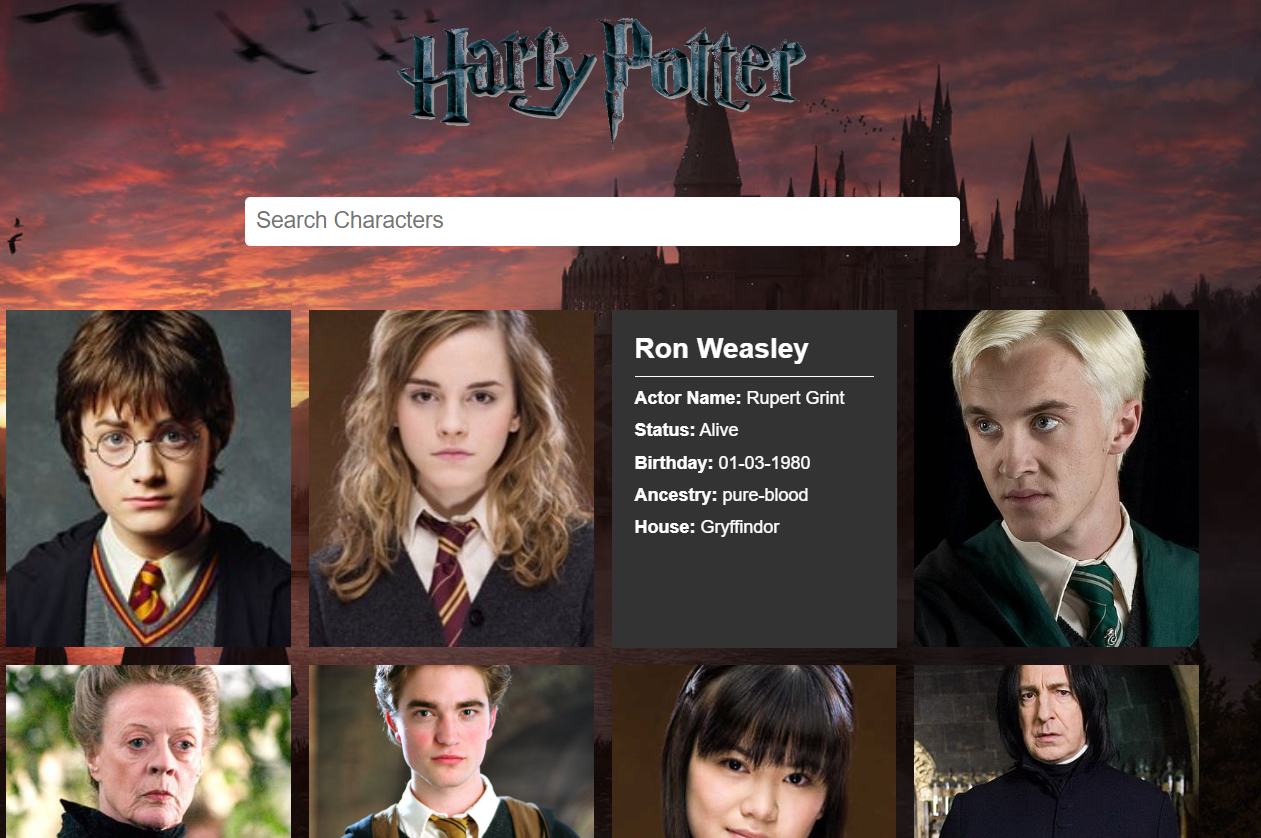 Harry Potter
Search Characters
Ron Weasley
Actor Name: Rupert Grint
Status: Alive
Birthday: 01-03-1980
Ancestry: pure-blood
House: Gryffindor